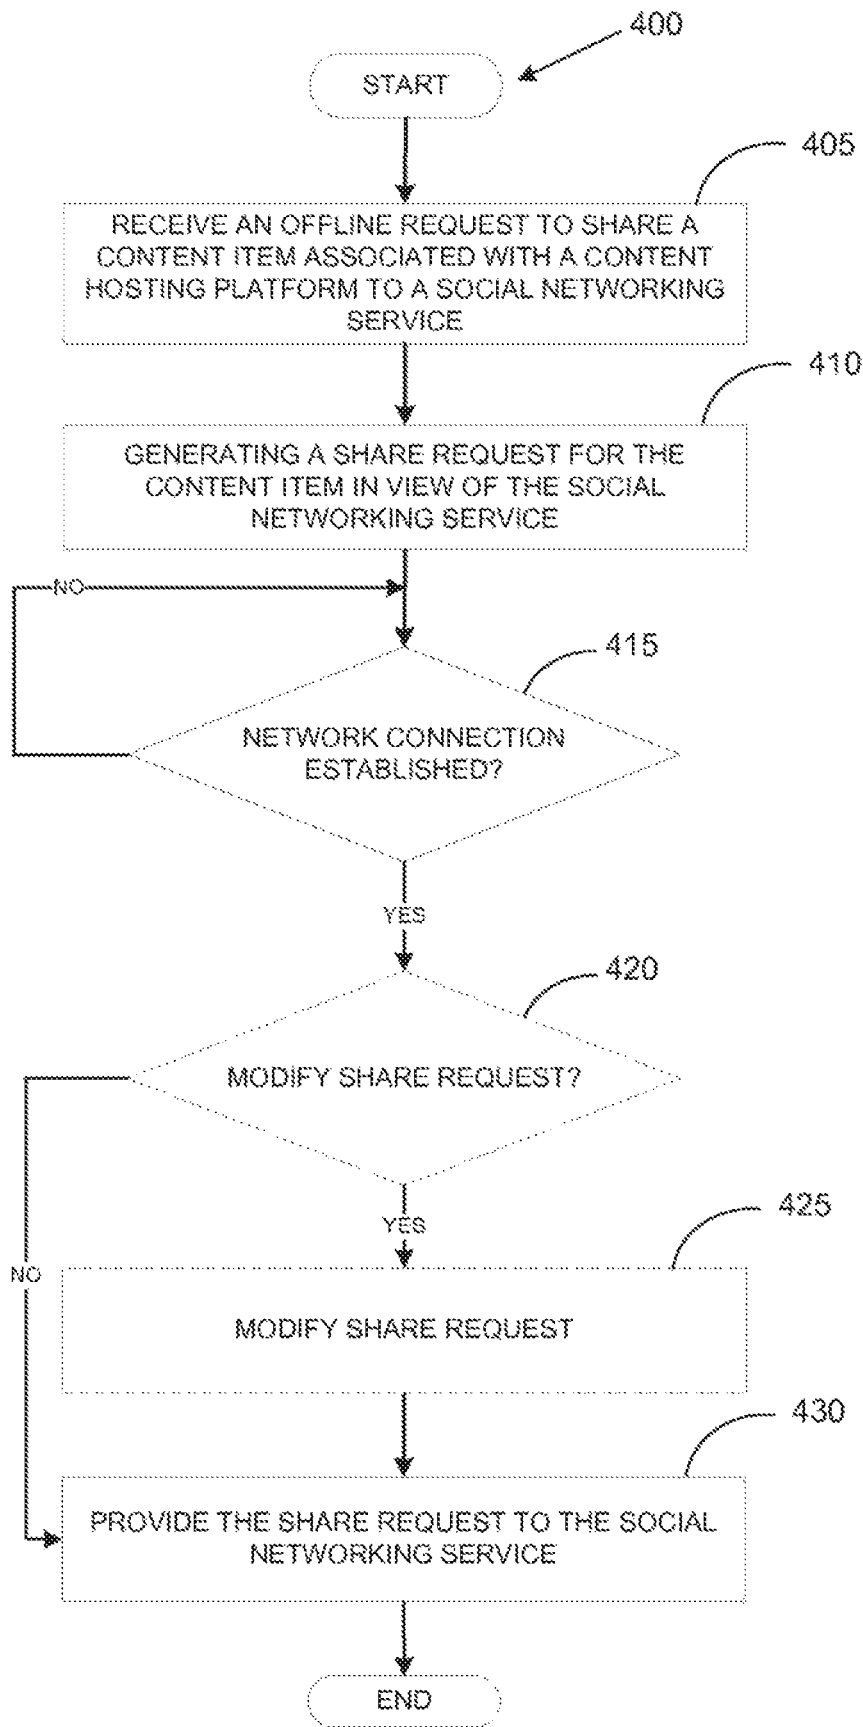 400
START
405
RECEIVE AN OFFLINE REQUEST TO SHARE A
CONTENT ITEM ASSOCIATED WITH A CONTENT
HOSTING PLATFORM TO A SOCIAL NETWORKING
SERVICE
410
GENERATING A SHARE REQUEST FOR THE
CONTENT ITEM IN VIEW OF THE SOCIAL
NETWORKING SERVICE
NO
415
NETWORK CONNECTION
ESTABLISHED?
YES
420
MODIFY SHARE REQUEST?
YES
425
NO
MODIFY SHARE REQUEST
430
PROVIDE THE SHARE REQUEST TO THE SOCIAL
NETWORKING SERVICE
END